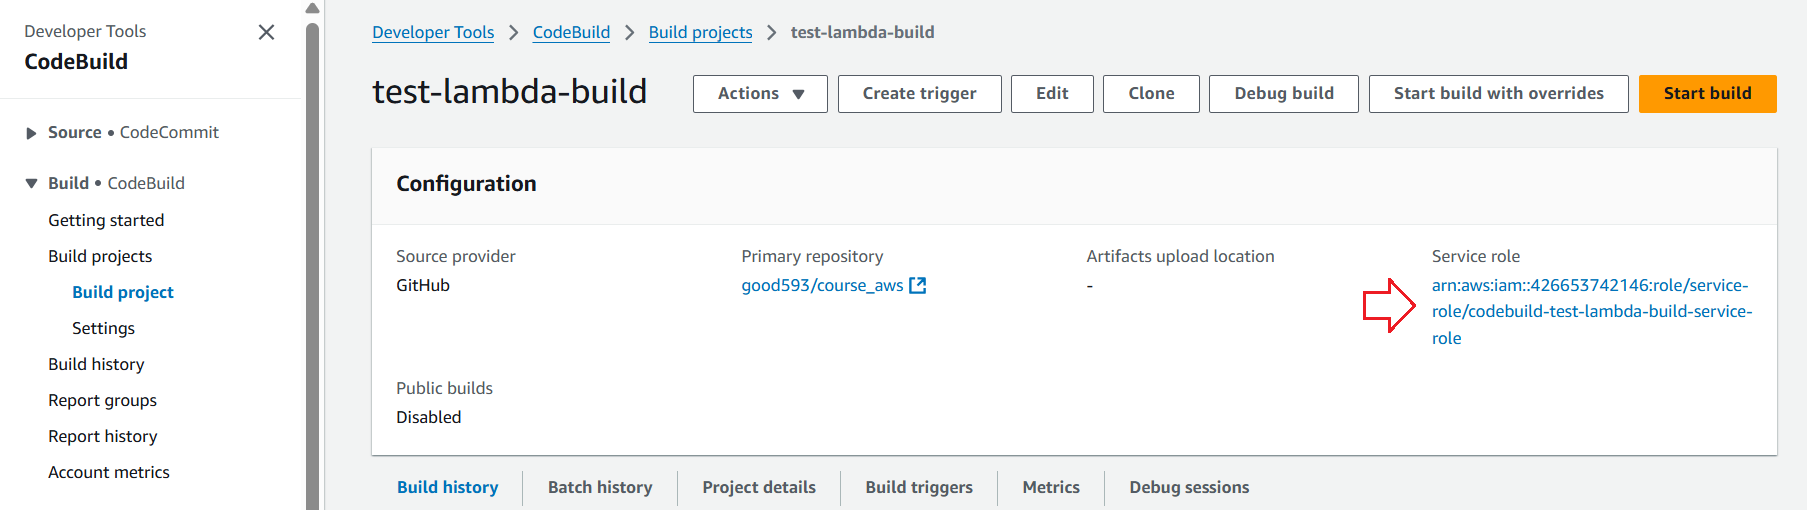 Developer Tools
CodeBuild
Source • CodeCommit
Build • CodeBuild
Getting started
Build projects
Build project
Settings
Build history
Report groups
Report history
Account metrics
Developer Tools > CodeBuild > Build projects > test-lambda-build
test-lambda-build
Actions
Create trigger
Edit
Clone
Debug build
Start build with overrides
Start build
Configuration
Source provider
GitHub
Primary repository
good593/course_aws
Artifacts upload location
-
Service role
arn:aws:iam::426653742146:role/service-
role/codebuild-test-lambda-build-service-
role
Public builds
Disabled
Build history
Batch history
Project details
Build triggers
Metrics
Debug sessions